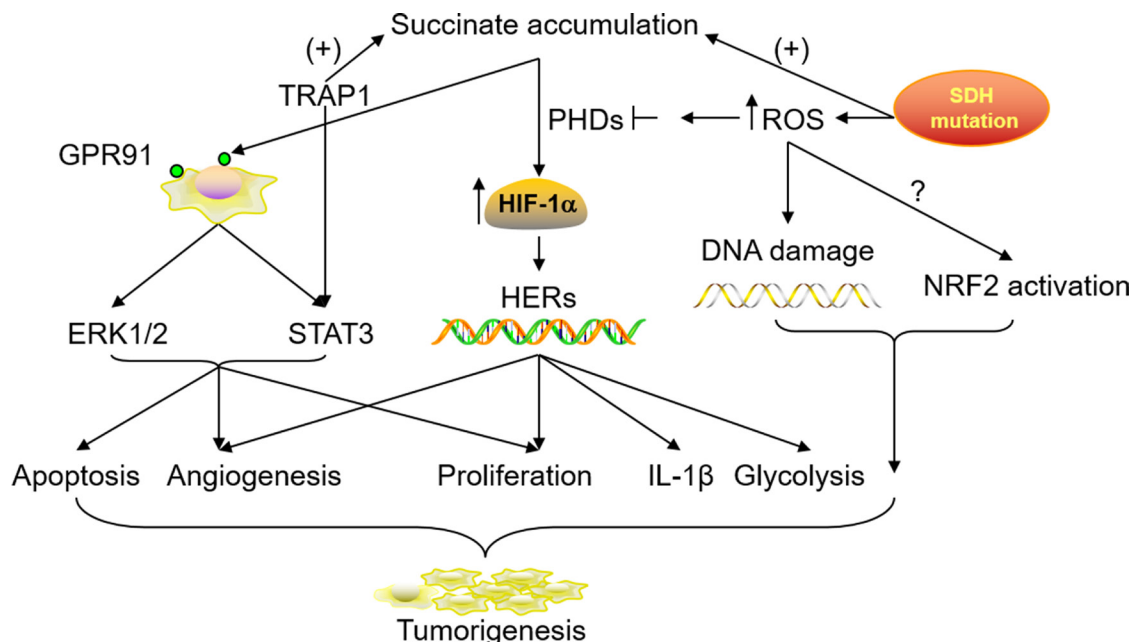 Succinate accumulation
(+)
(+)
TRAP1
SDH
mutation
PHDs
ROS
GPR91
HIF-1α
?
DNA damage
NRF2 activation
HERs
ERK1/2
STAT3
Apoptosis
Angiogenesis
Proliferation
IL-1β
Glycolysis
Tumorigenesis